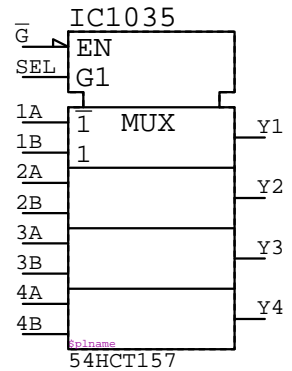 IC1035
G̅
EN
SEL
G1
1A
1̅
MUX
Y1
1B
1
2A
Y2
2B
3A
Y3
3B
4A
Y4
4B
$plname
54HCT157